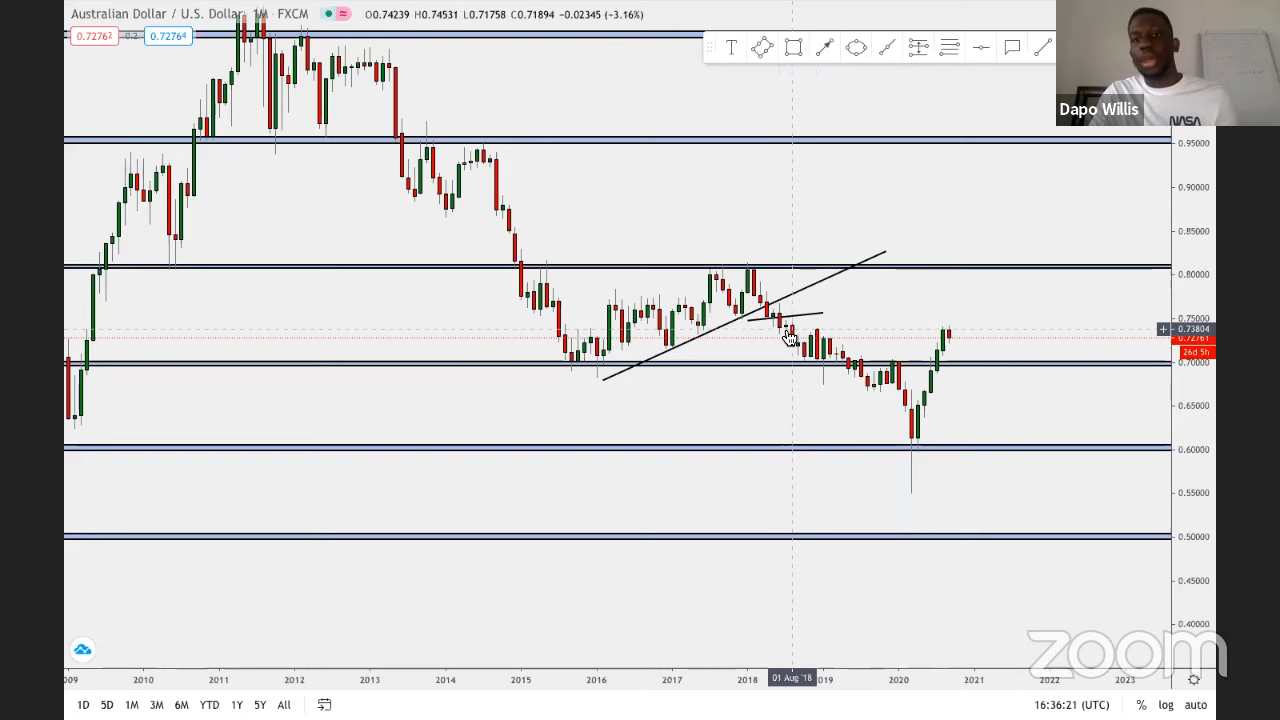 Australian Dollar / U.S. Dollar · 1M · FXCM O0.74239 H0.74531 L0.71758 C0.71894 -0.02345 (-3.16%)
0.72762 0.2 0.72764
T
Dapo Willis
NASA
0.95000
0.90000
0.85000
0.80000
0.75000
0.73804
0.72761
26d 5h
0.70000
0.65000
0.60000
0.55000
0.50000
0.45000
0.40000
zoom
009 2010 2011 2012 2013 2014 2015 2016 2017 2018 01 Aug '18 2019 2020 2021 2022 2023
1D 5D 1M 3M 6M YTD 1Y 5Y All 16:36:21 (UTC) % log auto